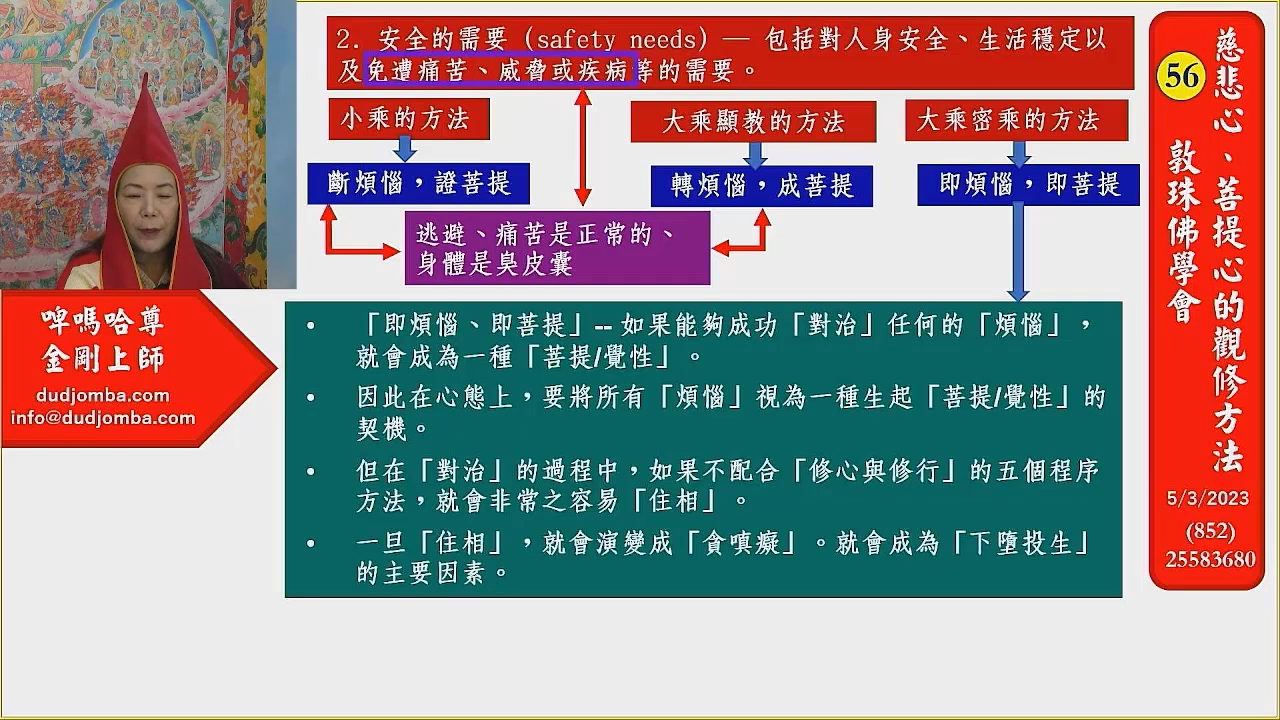 2. 安全的需要 (safety needs) — 包括對人身安全、生活穩定以
及免遭痛苦、威脅或疾病等的需要。
小乘的方法
大乘顯教的方法
大乘密乘的方法
斷煩惱，證菩提
轉煩惱，成菩提
即煩惱，即菩提
逃避、痛苦是正常的、
身體是臭皮囊
• 「即煩惱、即菩提」-- 如果能夠成功「對治」任何的「煩惱」，
就會成為一種「菩提/覺性」。
• 因此在心態上，要將所有「煩惱」視為一種生起「菩提/覺性」的
契機。
• 但在「對治」的過程中，如果不配合「修心與修行」的五個程序
方法，就會非常之容易「住相」。
• 一旦「住相」，就會演變成「貪嗔癡」。就會成為「下墮投生」
的主要因素。
啤嗎哈尊
金剛上師
dudjomba.com
info@dudjomba.com
56
慈悲心、菩提心的觀修方法
敦珠佛學會
5/3/2023
(852)
25583680